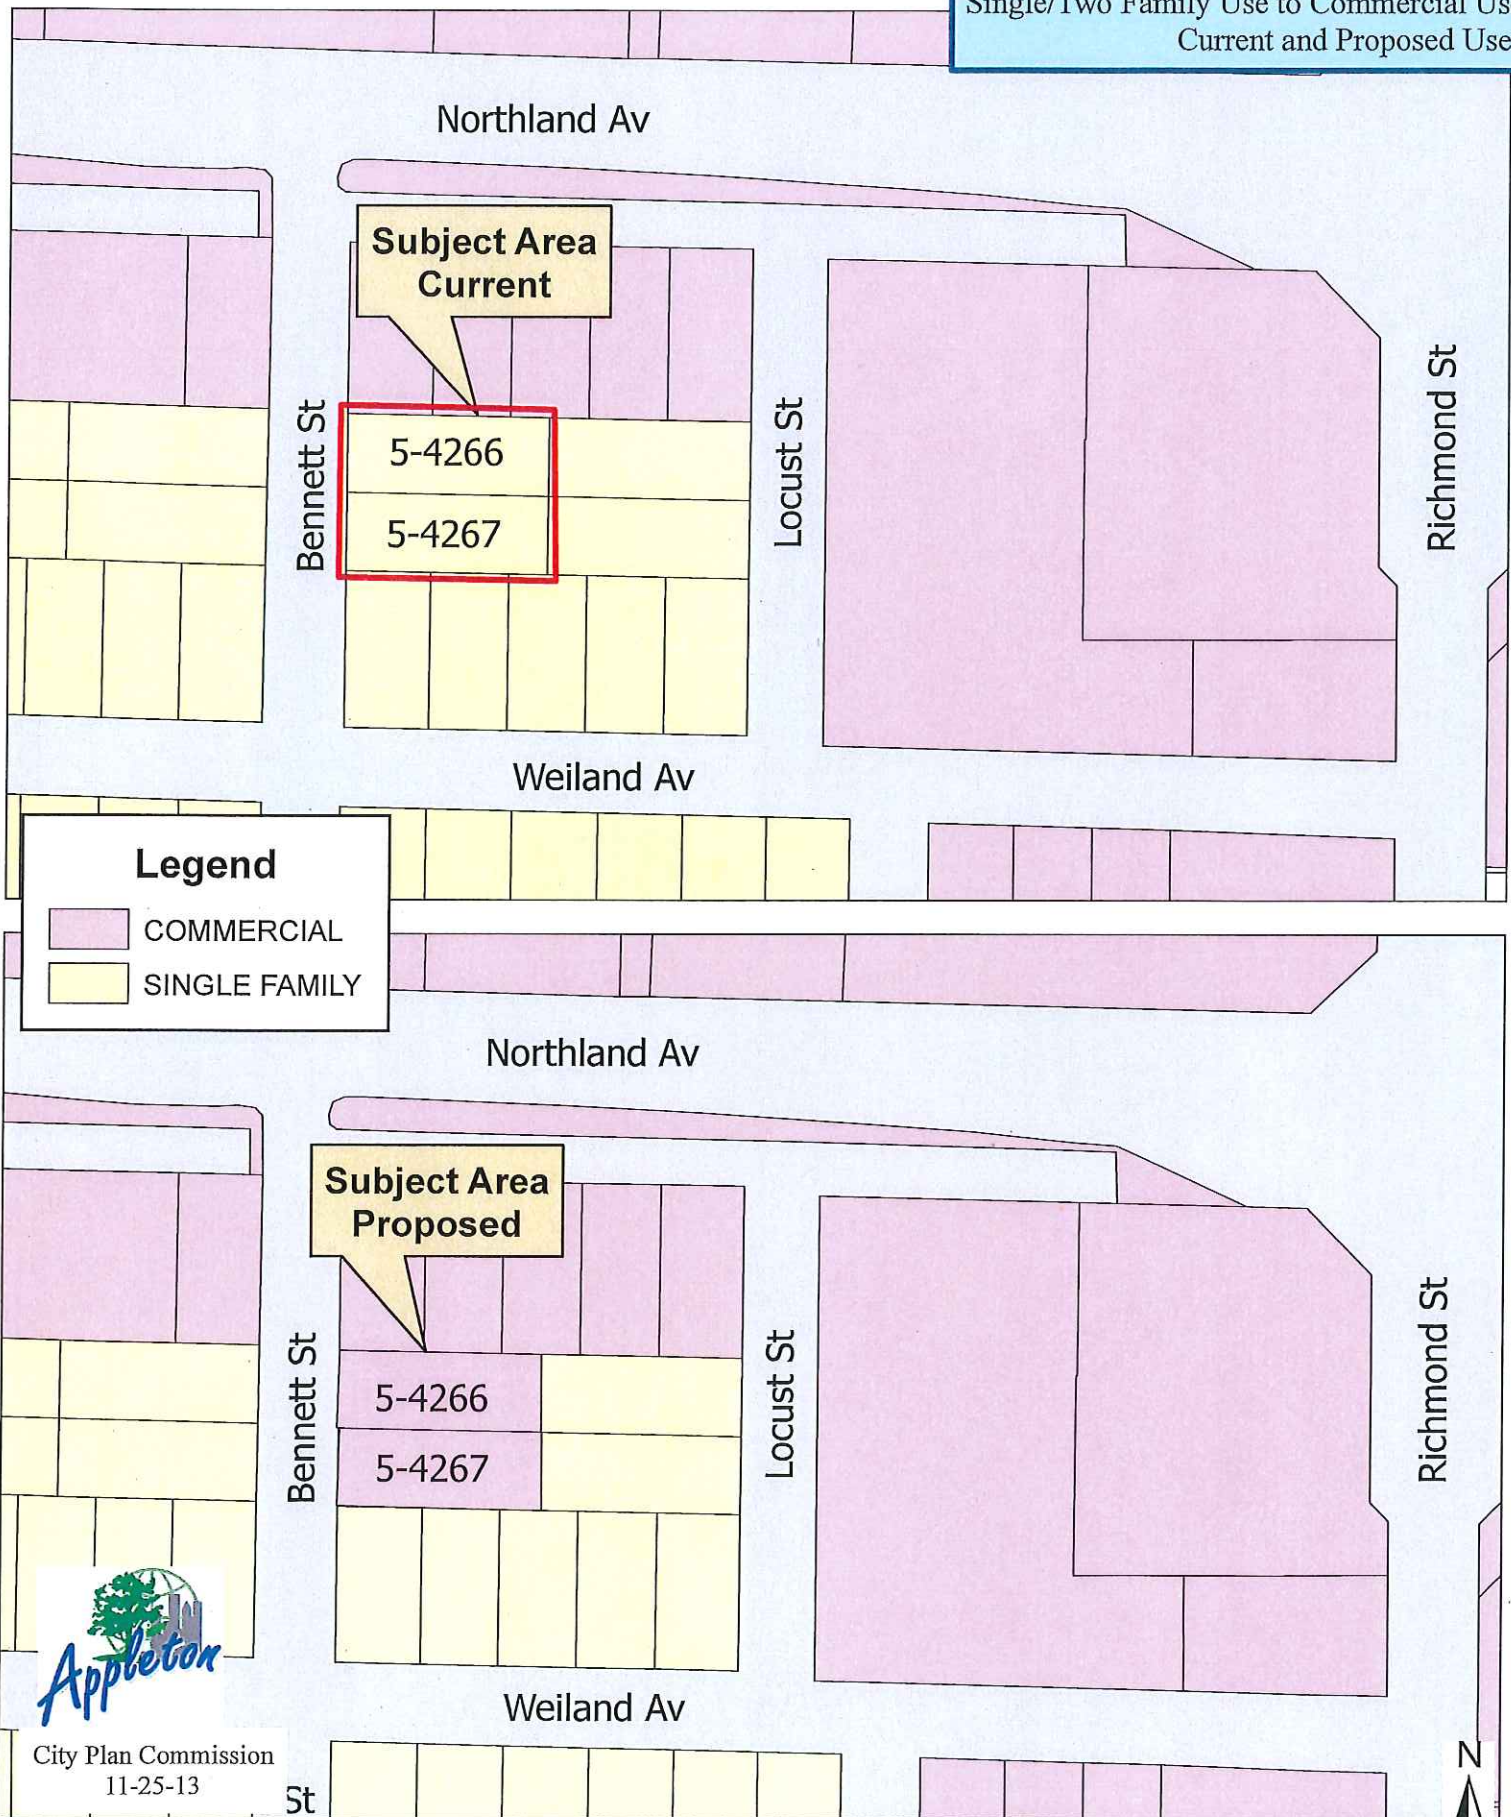 Single/Two Family Use to Commercial Us
Current and Proposed Use
Northland Av
Subject Area
Current
Bennett St
5-4266
5-4267
Locust St
Richmond St
Weiland Av
Legend
COMMERCIAL
SINGLE FAMILY
Northland Av
Subject Area
Proposed
Bennett St
5-4266
5-4267
Locust St
Richmond St
Weiland Av
Appleton
City Plan Commission
11-25-13
St
N